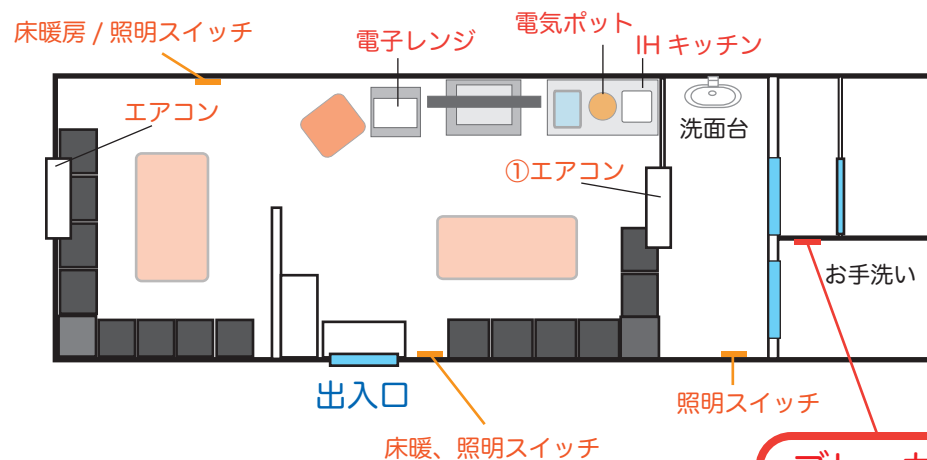 床暖房 / 照明スイッチ
電子レンジ
電気ポット
IH キッチン
エアコン
洗面台
①エアコン
お手洗い
出入口
照明スイッチ
床暖、照明スイッチ